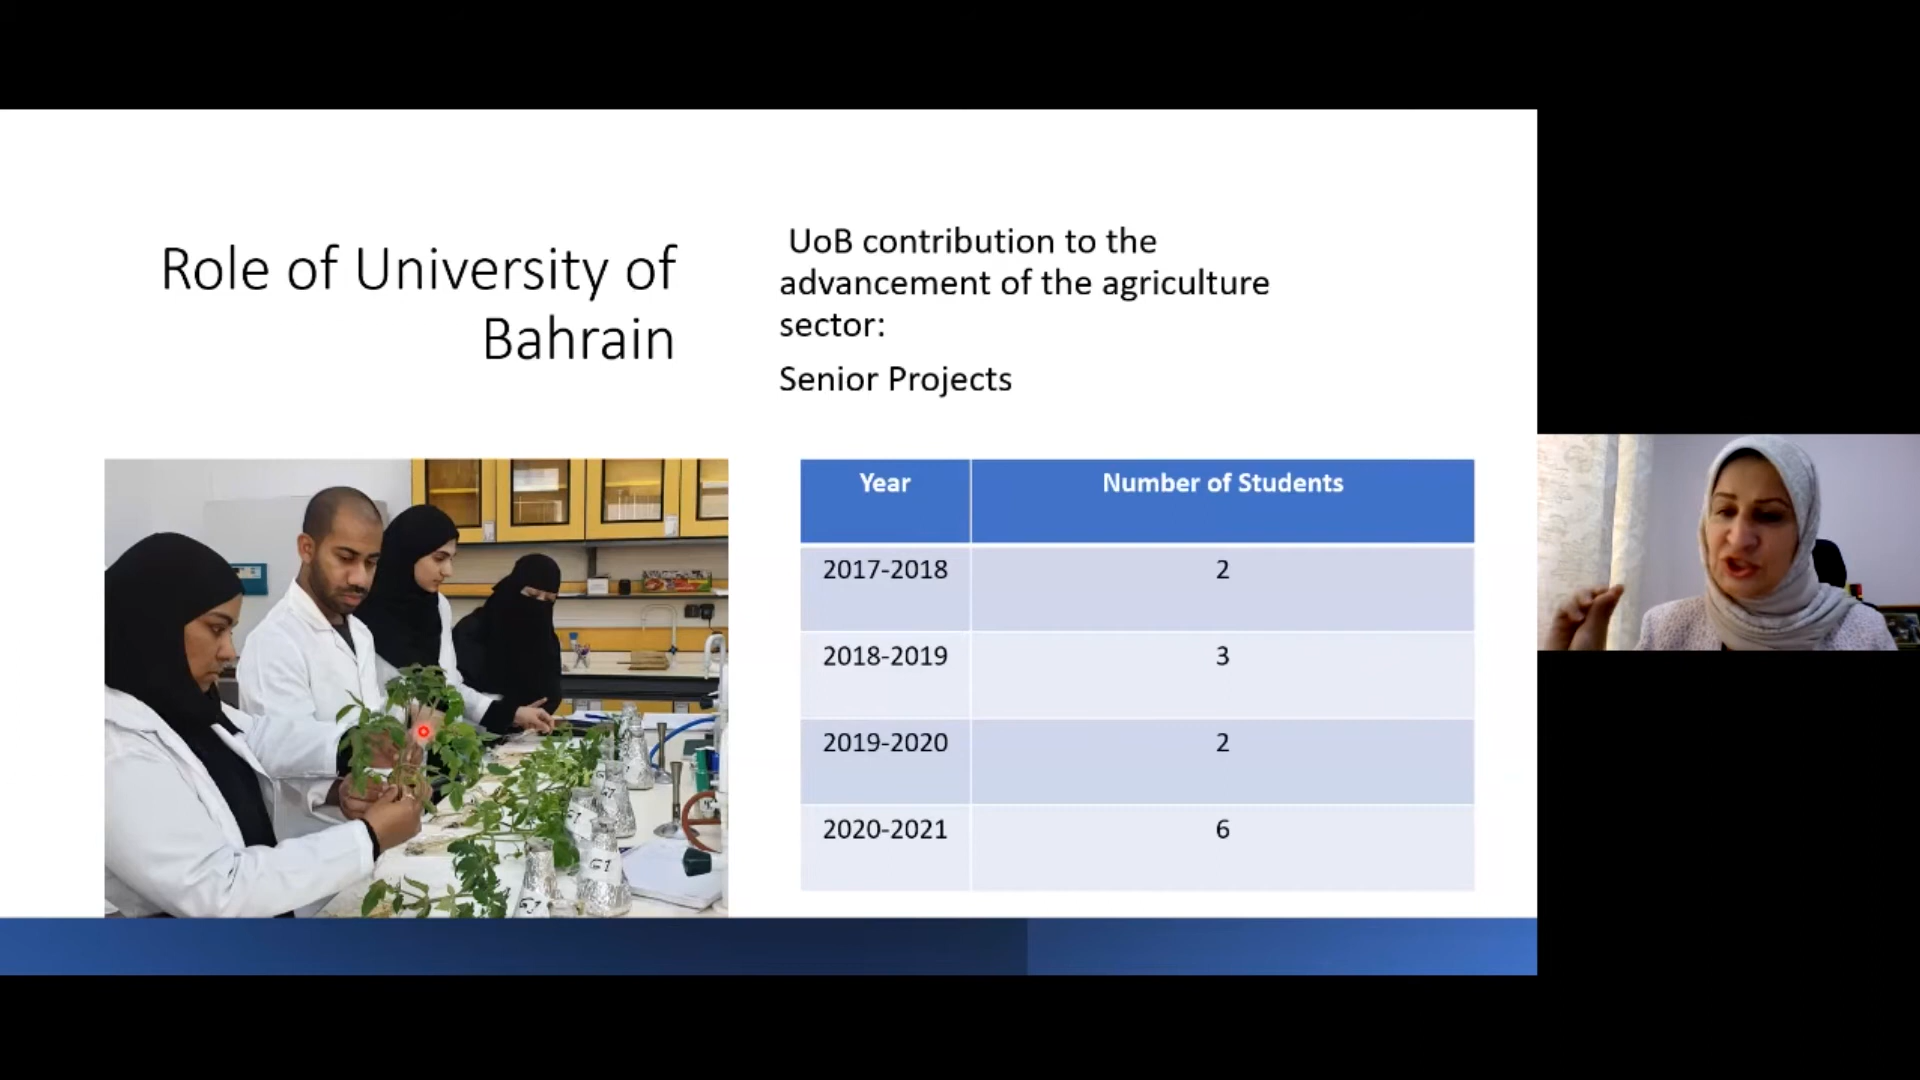 Role of University of
Bahrain
UoB contribution to the
advancement of the agriculture
sector:
Senior Projects
Year Number of Students
2017-2018 2
2018-2019 3
2019-2020 2
2020-2021 6
G1